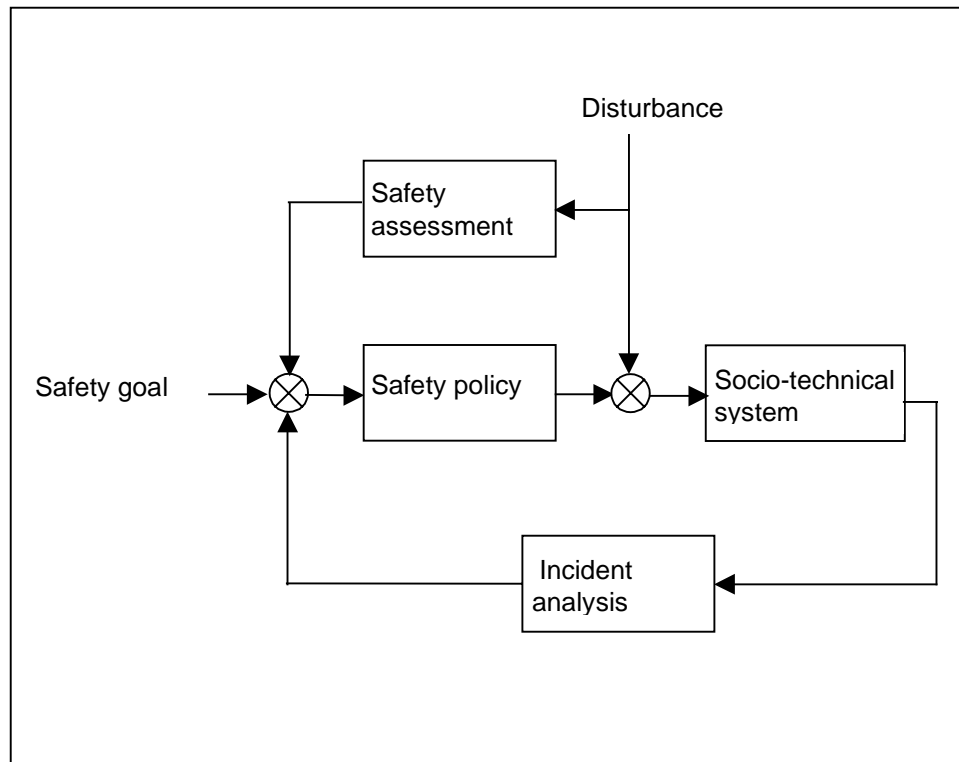 Disturbance
Safety
assessment
Safety goal
Safety policy
Socio-technical
system
Incident
analysis